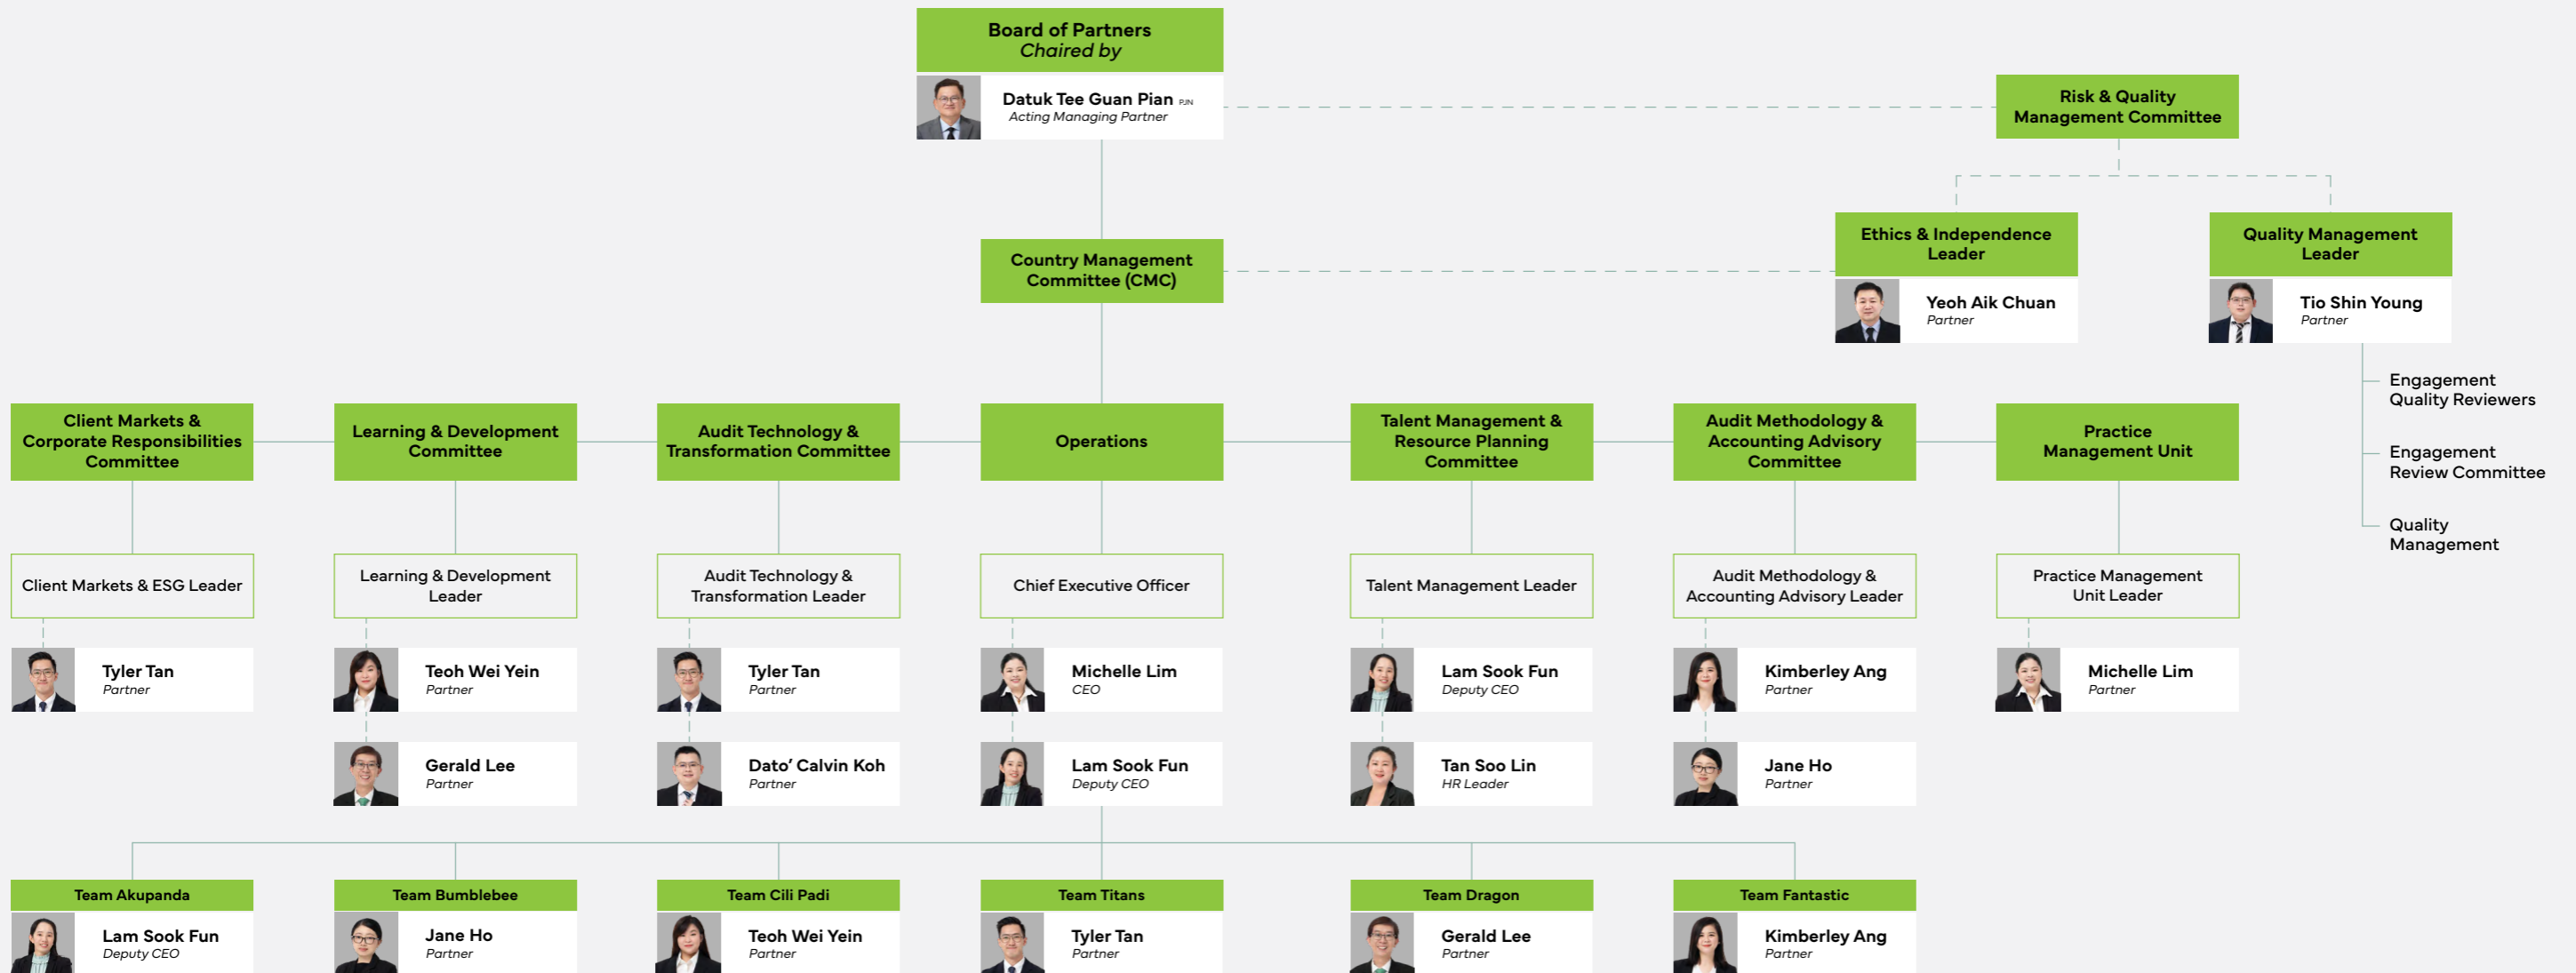 Board of Partners
Chaired by
Datuk Tee Guan Pian PJN
Acting Managing Partner
Risk & Quality
Management Committee
Country Management
Committee (CMC)
Ethics & Independence
Leader
Yeoh Aik Chuan
Partner
Quality Management
Leader
Tio Shin Young
Partner
Engagement
Quality Reviewers
Engagement
Review Committee
Quality
Management
Client Markets &
Corporate Responsibilities
Committee
Learning & Development
Committee
Audit Technology &
Transformation Committee
Operations
Talent Management &
Resource Planning
Committee
Audit Methodology &
Accounting Advisory
Committee
Practice
Management Unit
Client Markets & ESG Leader
Learning & Development
Leader
Audit Technology &
Transformation Leader
Chief Executive Officer
Talent Management Leader
Audit Methodology &
Accounting Advisory Leader
Practice Management
Unit Leader
Tyler Tan
Partner
Teoh Wei Yein
Partner
Tyler Tan
Partner
Michelle Lim
CEO
Lam Sook Fun
Deputy CEO
Kimberley Ang
Partner
Michelle Lim
Partner
Gerald Lee
Partner
Dato’ Calvin Koh
Partner
Lam Sook Fun
Deputy CEO
Tan Soo Lin
HR Leader
Jane Ho
Partner
Team Akupanda
Lam Sook Fun
Deputy CEO
Team Bumblebee
Jane Ho
Partner
Team Cili Padi
Teoh Wei Yein
Partner
Team Titans
Tyler Tan
Partner
Team Dragon
Gerald Lee
Partner
Team Fantastic
Kimberley Ang
Partner